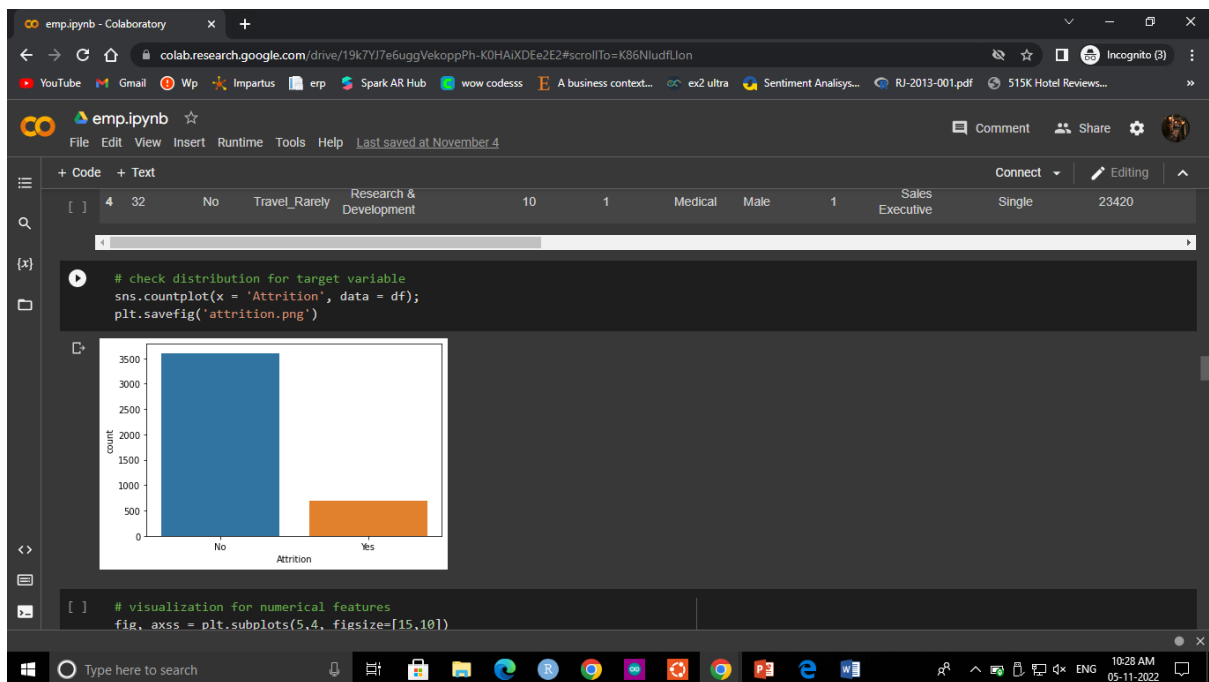 emp.ipynb - Colaboratory
colab.research.google.com/drive/19k7YJ7e6uggVekoppPh-K0HAiXDEe2E2#scrollTo=K86NludfLIon
Incognito (3)
YouTube Gmail Wp Impartus erp Spark AR Hub wow codesss A business context... ex2 ultra Sentiment Analisys... RJ-2013-001.pdf 515K Hotel Reviews... »
emp.ipynb
Comment Share
File Edit View Insert Runtime Tools Help Last saved at November 4
+ Code + Text
Connect Editing
[ ] 4 32 No Travel_Rarely Research & Development 10 1 Medical Male 1 Sales Executive Single 23420
{x}
# check distribution for target variable
sns.countplot(x = 'Attrition', data = df);
plt.savefig('attrition.png')
3500
3000
2500
2000
1500
1000
500
0
count
No Yes
Attrition
[ ] # visualization for numerical features
fig, axss = plt.subplots(5,4, figsize=[15,10])
Type here to search
ENG
10:28 AM
05-11-2022